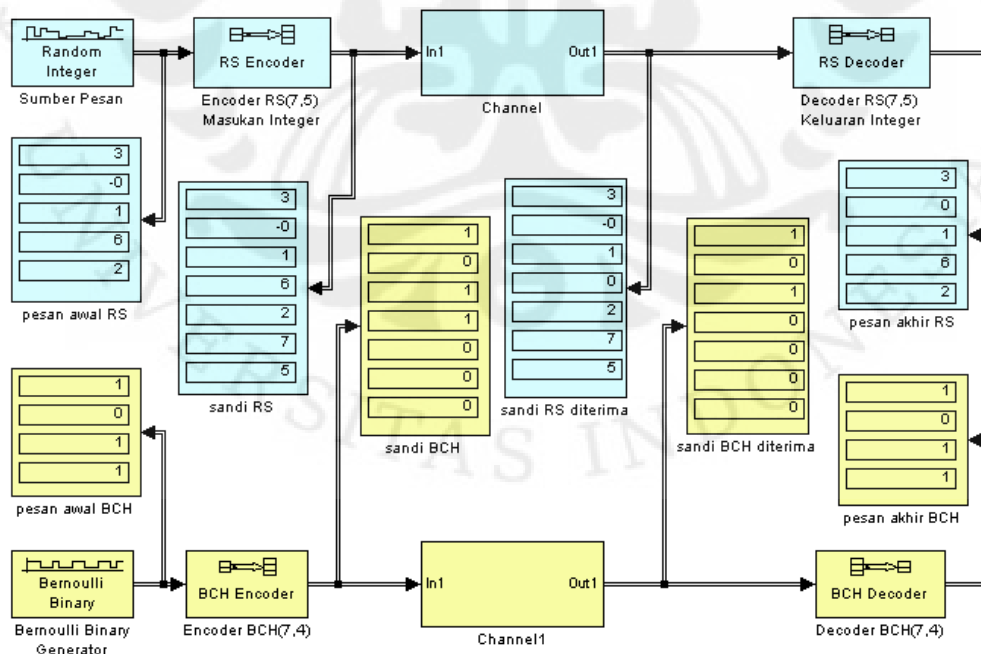 Random
Integer
Sumber Pesan
RS Encoder
Encoder RS(7,5)
Masukan Integer
In1
Out1
Channel
RS Decoder
Decoder RS(7,5)
Keluaran Integer
3
-0
1
6
2
pesan awal RS
3
-0
1
6
2
7
5
sandi RS
1
0
1
1
0
0
0
sandi BCH
3
-0
1
0
2
7
5
sandi RS diterima
1
0
1
0
0
0
0
sandi BCH diterima
3
0
1
6
2
pesan akhir RS
1
0
1
1
pesan awal BCH
1
0
1
1
pesan akhir BCH
Bernoulli
Binary
Bernoulli Binary
Generator
BCH Encoder
Encoder BCH(7,4)
In1
Out1
Channel1
BCH Decoder
Decoder BCH(7,4)
UNIVERSITAS INDONESIA